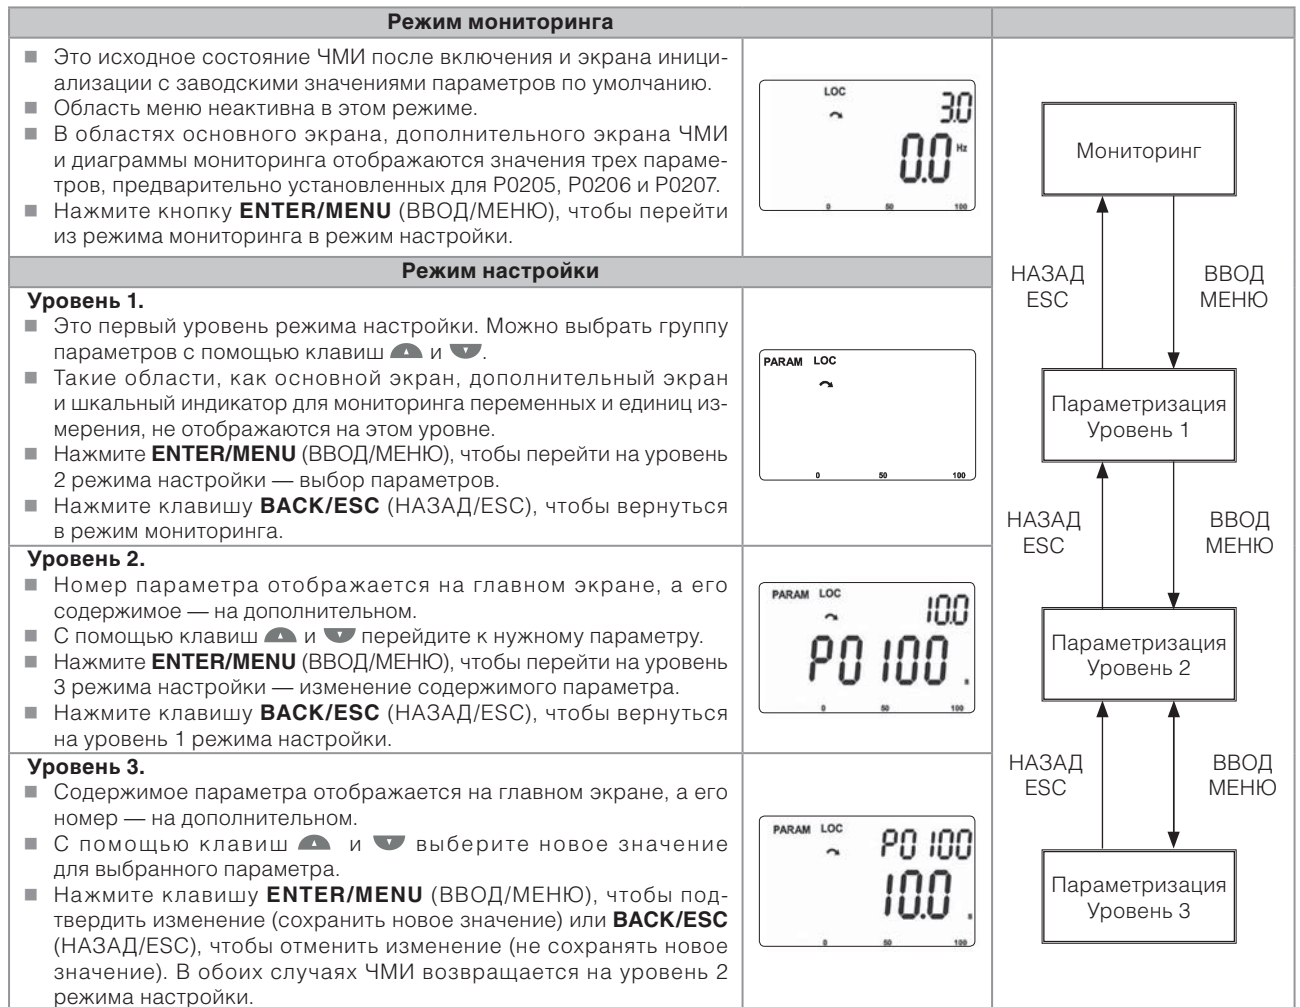 Режим мониторинга
■ Это исходное состояние ЧМИ после включения и экрана иници-
ализации с заводскими значениями параметров по умолчанию.
■ Область меню неактивна в этом режиме.
■ В областях основного экрана, дополнительного экрана ЧМИ
и диаграммы мониторинга отображаются значения трех параме-
тров, предварительно установленных для P0205, P0206 и P0207.
■ Нажмите кнопку ENTER/MENU (ВВОД/МЕНЮ), чтобы перейти
из режима мониторинга в режим настройки.
LOC
3.0
0.0 Hz
0 50 100
Режим настройки
Уровень 1.
■ Это первый уровень режима настройки. Можно выбрать группу
параметров с помощью клавиш и .
■ Такие области, как основной экран, дополнительный экран
и шкальный индикатор для мониторинга переменных и единиц из-
мерения, не отображаются на этом уровне.
■ Нажмите ENTER/MENU (ВВОД/МЕНЮ), чтобы перейти на уровень
2 режима настройки — выбор параметров.
■ Нажмите клавишу BACK/ESC (НАЗАД/ESC), чтобы вернуться
в режим мониторинга.
PARAM LOC
0 50 100
Уровень 2.
■ Номер параметра отображается на главном экране, а его
содержимое — на дополнительном.
■ С помощью клавиш и перейдите к нужному параметру.
■ Нажмите ENTER/MENU (ВВОД/МЕНЮ), чтобы перейти на уровень
3 режима настройки — изменение содержимого параметра.
■ Нажмите клавишу BACK/ESC (НАЗАД/ESC), чтобы вернуться
на уровень 1 режима настройки.
PARAM LOC
10.0
P0100 .
0 50 100
Уровень 3.
■ Содержимое параметра отображается на главном экране, а его
номер — на дополнительном.
■ С помощью клавиш и выберите новое значение
для выбранного параметра.
■ Нажмите клавишу ENTER/MENU (ВВОД/МЕНЮ), чтобы под-
твердить изменение (сохранить новое значение) или BACK/ESC
(НАЗАД/ESC), чтобы отменить изменение (не сохранять новое
значение). В обоих случаях ЧМИ возвращается на уровень 2
режима настройки.
PARAM LOC
P0100
10.0 .
0 50 100
Мониторинг
НАЗАД
ESC
ВВОД
МЕНЮ
Параметризация
Уровень 1
НАЗАД
ESC
ВВОД
МЕНЮ
Параметризация
Уровень 2
НАЗАД
ESC
ВВОД
МЕНЮ
Параметризация
Уровень 3